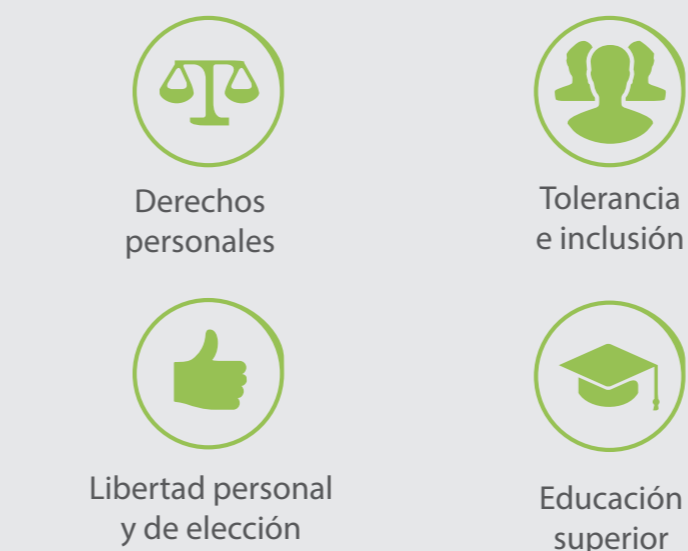 Derechos
personales
Tolerancia
e inclusión
Libertad personal
y de elección
Educación
superior